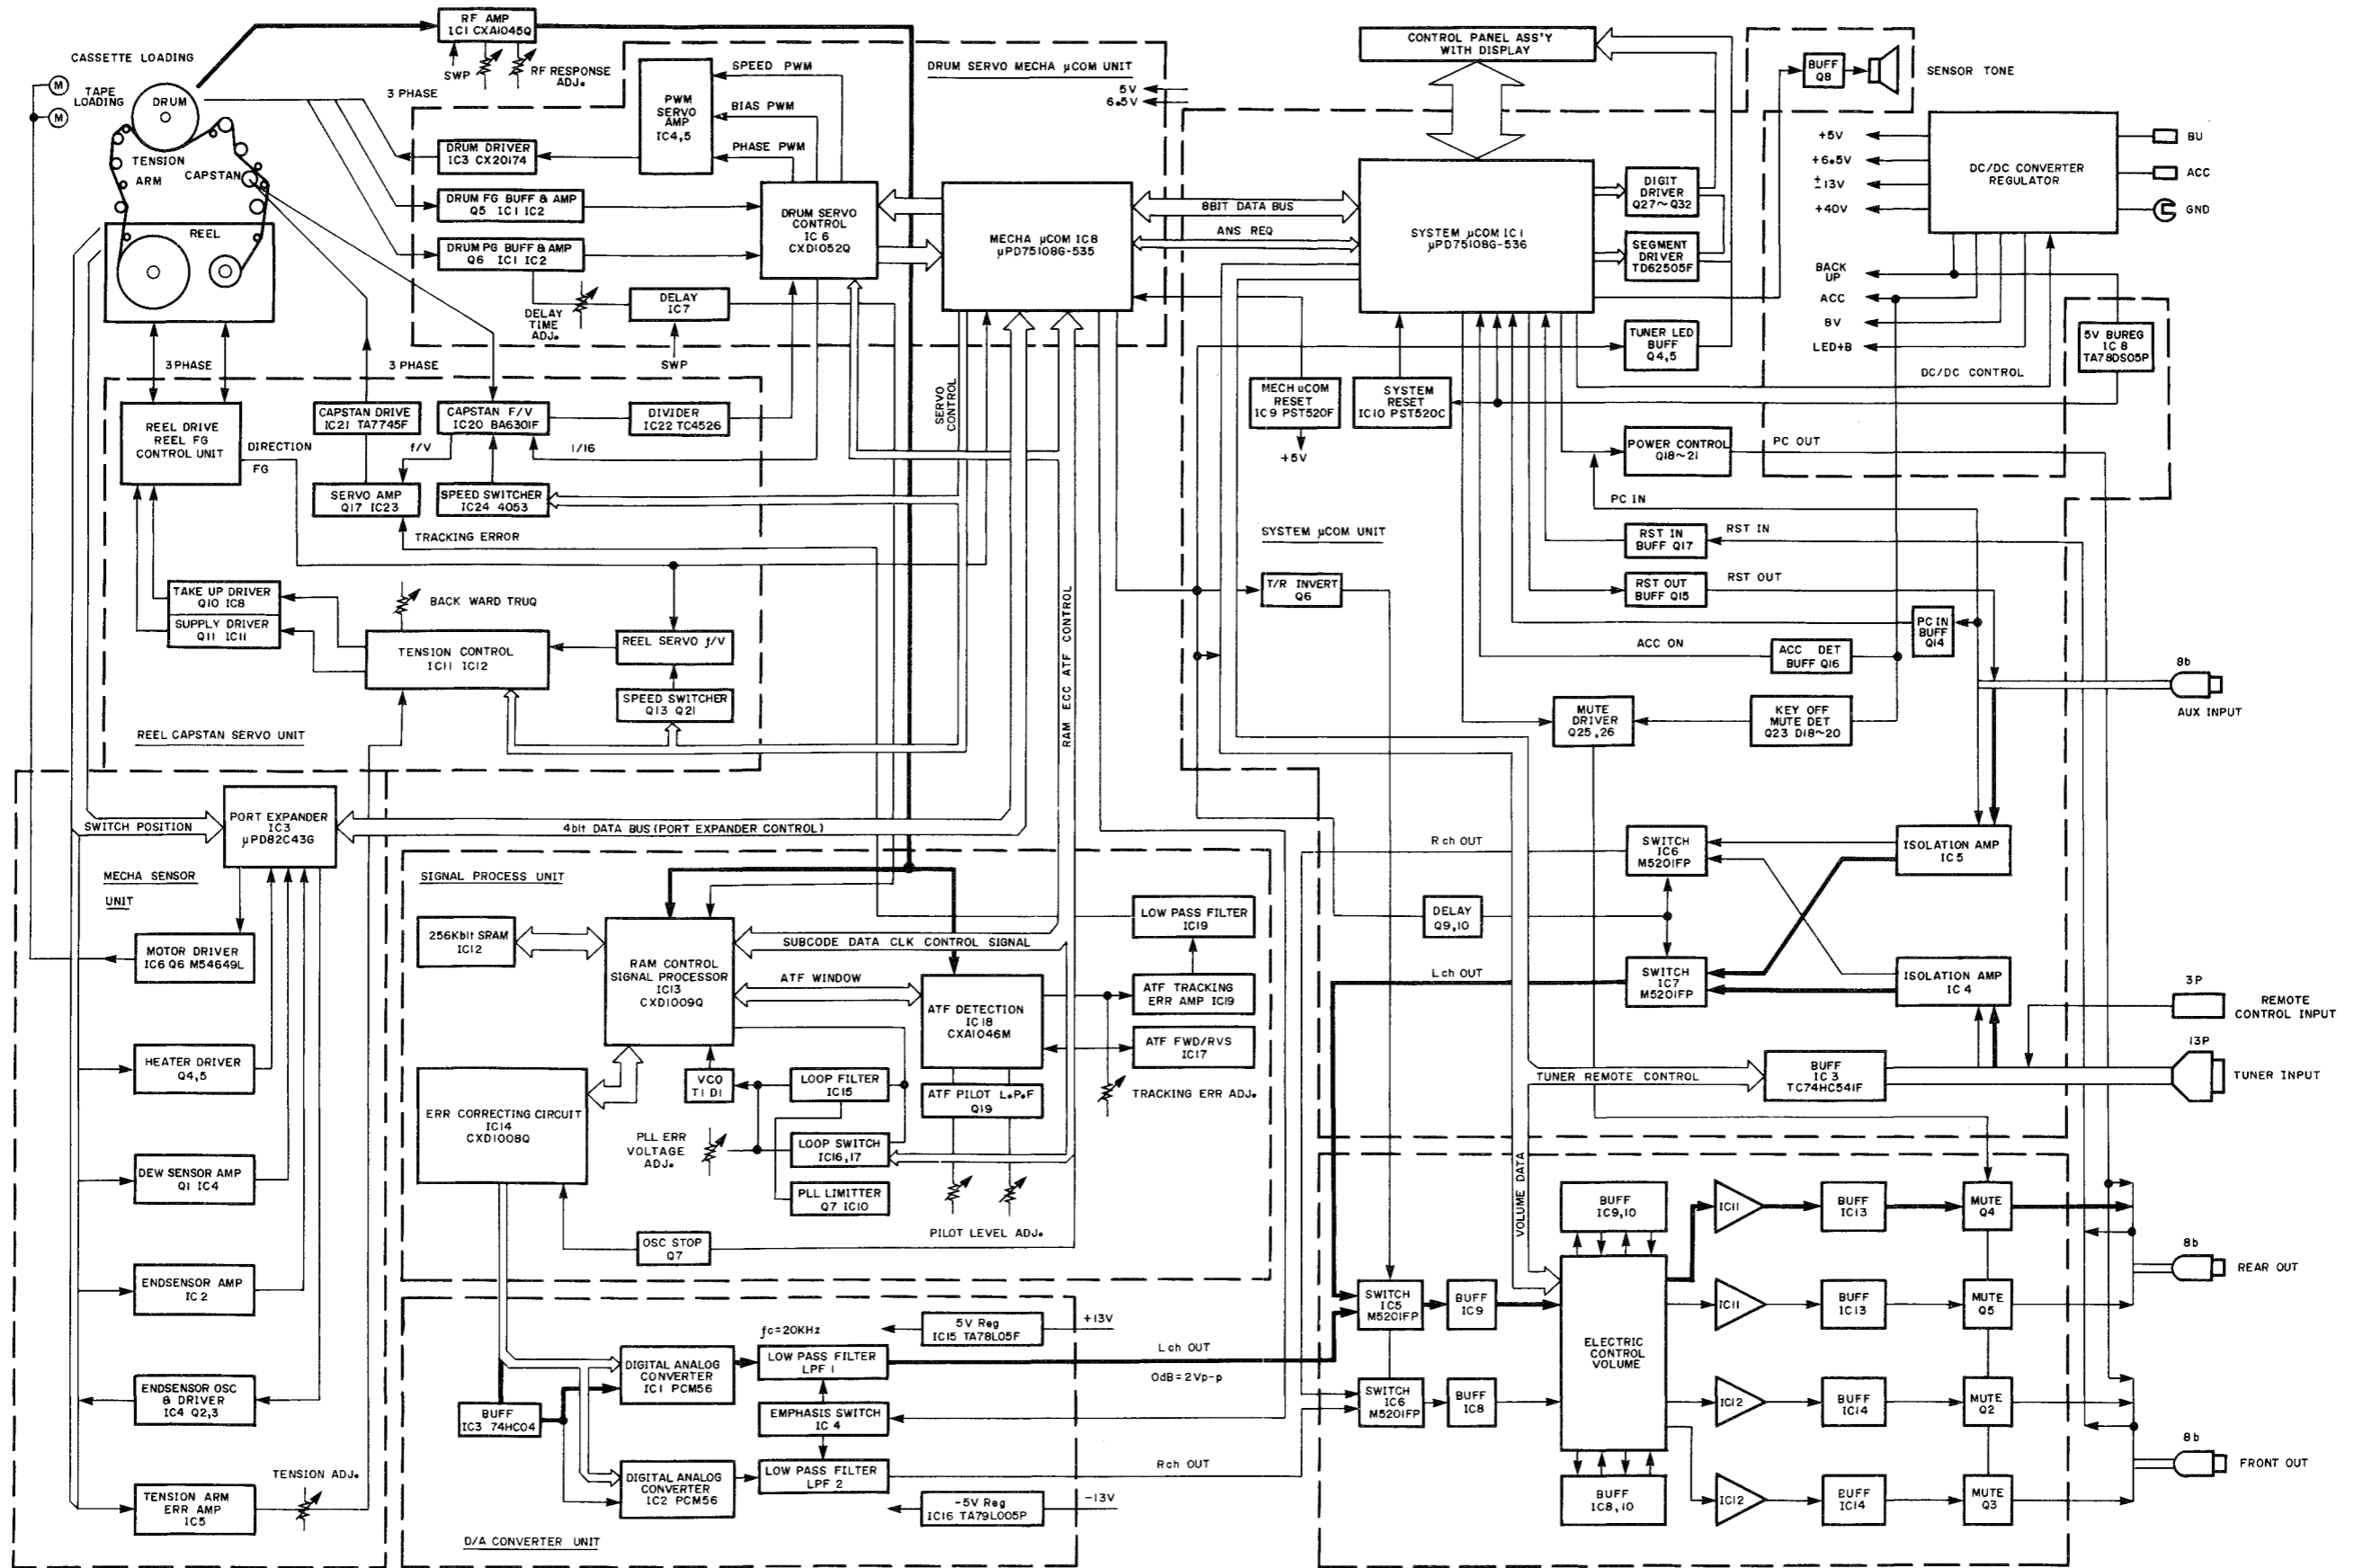 RF AMP
IC1 CXA1045Q
SWP
RF RESPONSE
ADJ.
CASSETTE LOADING
M
TAPE
LOADING
M
DRUM
TENSION
ARM
CAPSTAN
REEL
3 PHASE
3 PHASE
3 PHASE
DRUM SERVO MECHA µCOM UNIT
5V
6.5V
PWM
SERVO
AMP
IC4,5
SPEED PWM
BIAS PWM
PHASE PWM
DRUM DRIVER
IC3 CX20174
DRUM FG BUFF & AMP
Q5 IC1 IC2
DRUM PG BUFF & AMP
Q6 IC1 IC2
DELAY
TIME
ADJ.
DELAY
IC7
SWP
DRUM SERVO
CONTROL
IC 6
CXD1052Q
MECHA µCOM IC8
µPD75108G-535
8BIT DATA BUS
ANS REQ
CONTROL PANEL ASS'Y
WITH DISPLAY
SYSTEM µCOM IC1
µPD75108G-536
DIGIT
DRIVER
Q27~Q32
SEGMENT
DRIVER
TD62505F
TUNER LED
BUFF
Q4,5
BUFF
Q8
SENSOR TONE
+5V
+6.5V
±13V
+40V
DC/DC CONVERTER
REGULATOR
BU
ACC
GND
BACK
UP
ACC
8V
LED+B
5V BUREG
IC 8
TA78DS05P
DC/DC CONTROL
MECH uCOM
RESET
IC9 PST520F
+5V
SYSTEM
RESET
IC10 PST520C
POWER CONTROL
Q18~21
PC OUT
PC IN
RST IN
BUFF Q17
RST IN
RST OUT
BUFF Q15
RST OUT
PC IN
BUFF
Q14
ACC ON
ACC DET
BUFF Q16
MUTE
DRIVER
Q25,26
KEY OFF
MUTE DET
Q23 D18~20
8b
AUX INPUT
SYSTEM µCOM UNIT
T/R INVERT
Q6
REEL DRIVE
REEL FG
CONTROL UNIT
DIRECTION
FG
CAPSTAN DRIVE
IC21 TA7745F
CAPSTAN F/V
IC20 BA6301F
DIVIDER
IC22 TC4526
f/V
1/16
SERVO AMP
Q17 IC23
SPEED SWITCHER
IC24 4053
TRACKING ERROR
SERVO
CONTROL
TAKE UP DRIVER
Q10 IC8
SUPPLY DRIVER
Q11 IC11
BACK WARD TRUQ
TENSION CONTROL
IC11 IC12
REEL SERVO f/V
SPEED SWITCHER
Q13 Q21
REEL CAPSTAN SERVO UNIT
RAM ECC ATF CONTROL
SWITCH POSITION
PORT EXPANDER
IC3
µPD82C43G
4bit DATA BUS (PORT EXPANDER CONTROL)
MECHA SENSOR
UNIT
MOTOR DRIVER
IC6 Q6 M54649L
HEATER DRIVER
Q4,5
DEW SENSOR AMP
Q1 IC4
ENDSENSOR AMP
IC 2
ENDSENSOR OSC
& DRIVER
IC4 Q2,3
TENSION ARM
ERR AMP
IC5
TENSION ADJ.
SIGNAL PROCESS UNIT
256Kbit SRAM
IC12
RAM CONTROL
SIGNAL PROCESSOR
IC13
CXD1009Q
SUBCODE DATA CLK CONTROL SIGNAL
ATF WINDOW
ATF DETECTION
IC 18
CXA1046M
LOW PASS FILTER
IC19
ATF TRACKING
ERR AMP IC19
ATF FWD/RVS
IC17
TRACKING ERR ADJ.
ATF PILOT L.P.F
Q19
PILOT LEVEL ADJ.
ERR CORRECTING CIRCUIT
IC14
CXD1008Q
VCO
T1 D1
LOOP FILTER
IC15
PLL ERR
VOLTAGE
ADJ.
LOOP SWITCH
IC16,17
PLL LIMITTER
Q7 IC10
OSC STOP
Q7
5V Reg
IC15 TA78L05F
+13V
fc=20KHz
DIGITAL ANALOG
CONVERTER
IC1 PCM56
LOW PASS FILTER
LPF 1
BUFF
IC3 74HC04
EMPHASIS SWITCH
IC 4
DIGITAL ANALOG
CONVERTER
IC2 PCM56
LOW PASS FILTER
LPF 2
-5V Reg
IC16 TA79L005P
-13V
D/A CONVERTER UNIT
Lch OUT
0dB=2Vp-p
Rch OUT
Rch OUT
SWITCH
IC6
M5201FP
ISOLATION AMP
IC 5
DELAY
Q9,10
Lch OUT
SWITCH
IC7
M5201FP
ISOLATION AMP
IC 4
3P
REMOTE
CONTROL INPUT
13P
TUNER INPUT
TUNER REMOTE CONTROL
BUFF
IC 3
TC74HC541F
VOLUME DATA
SWITCH
IC5
M5201FP
BUFF
IC9
SWITCH
IC6
M5201FP
BUFF
IC8
BUFF
IC9,10
ELECTRIC
CONTROL
VOLUME
BUFF
IC8,10
IC11
BUFF
IC13
MUTE
Q4
IC11
BUFF
IC13
MUTE
Q5
IC12
BUFF
IC14
MUTE
Q2
IC12
BUFF
IC14
MUTE
Q3
8b
REAR OUT
8b
FRONT OUT